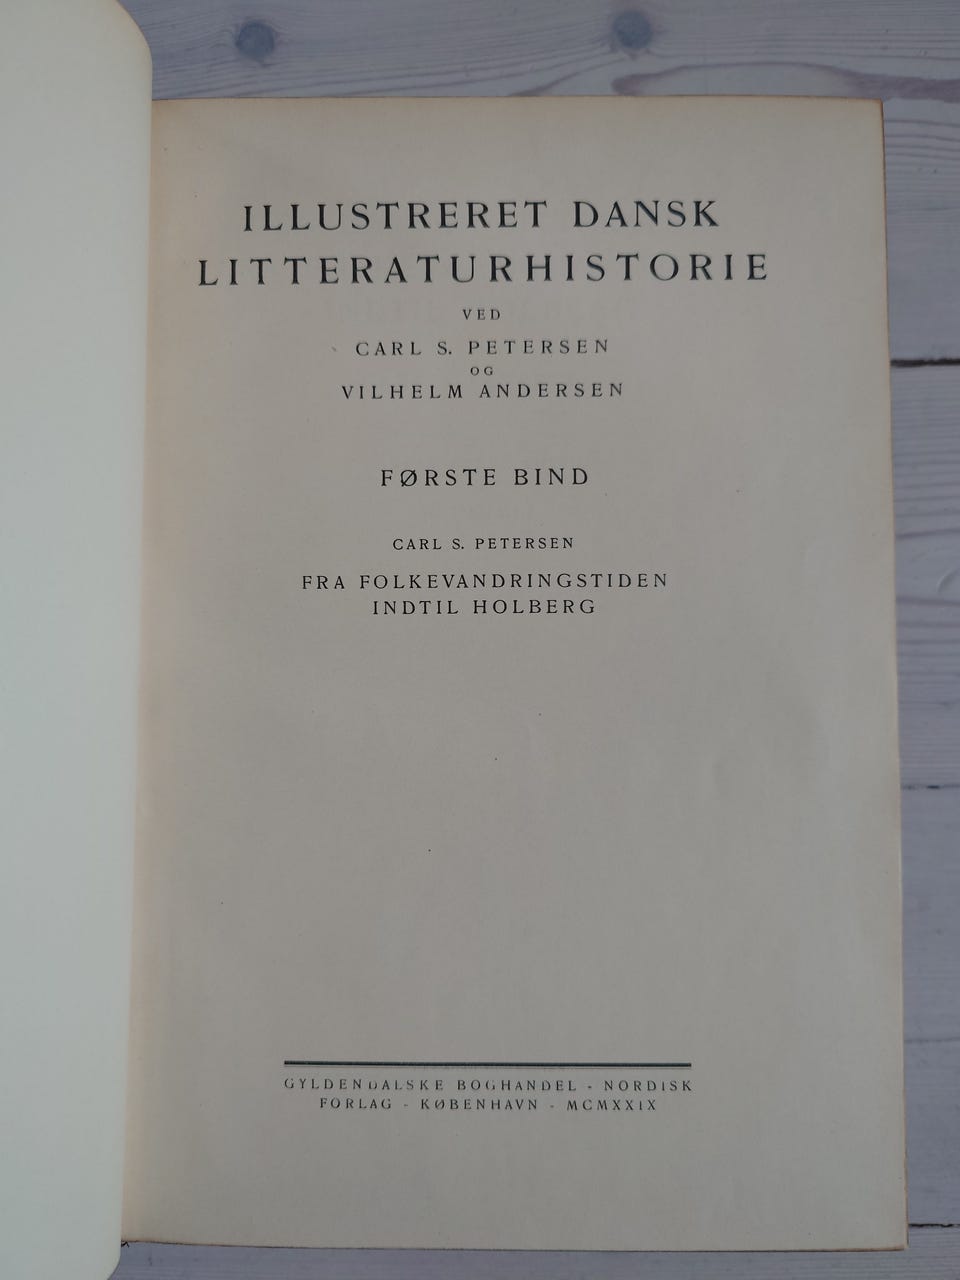 ILLUSTRERET DANSK
LITTERATURHISTORIE
VED
CARL S. PETERSEN
OG
VILHELM ANDERSEN
FØRSTE BIND
CARL S. PETERSEN
FRA FOLKEVANDRINGSTIDEN
INDTIL HOLBERG
GYLDENDALSKE BOGHANDEL - NORDISK
FORLAG - KØBENHAVN - MCMXXIX